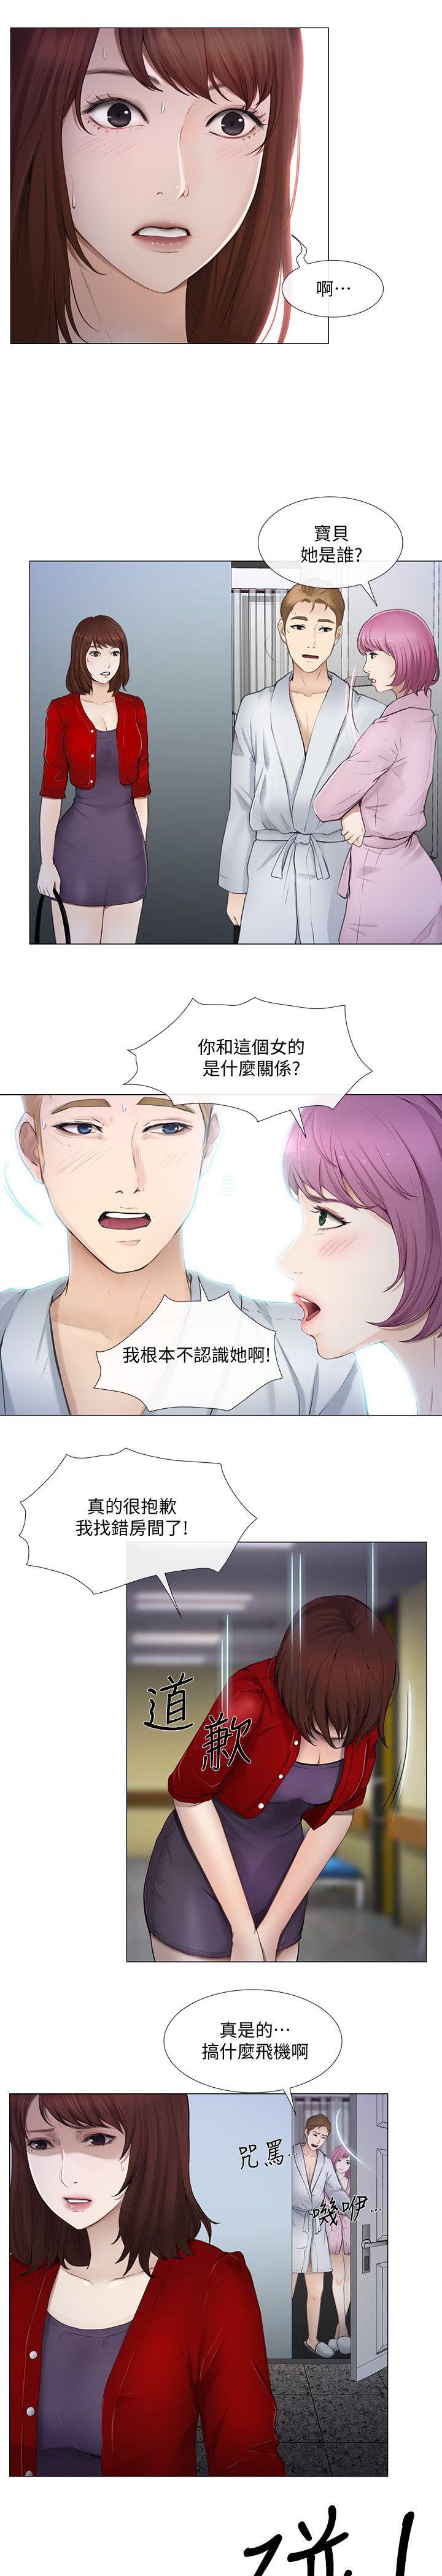 啊…
寶貝
她是誰?
你和這個女的
是什麼關係?
我根本不認識她啊!
真的很抱歉
我找錯房間了!
道歉
真是的…
搞什麼飛機啊
咒罵…
嘰咿…